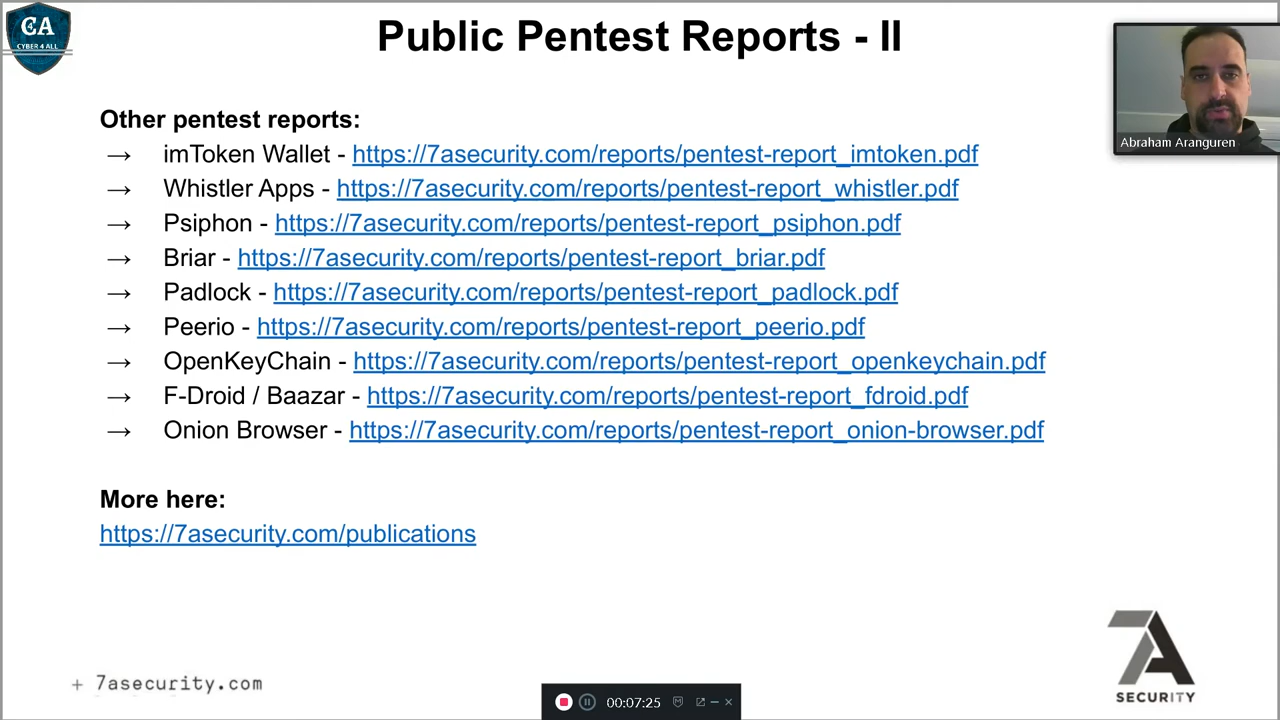 CA
CYBER 4 ALL
Public Pentest Reports - II
Abraham Aranguren
Other pentest reports:
→ imToken Wallet - https://7asecurity.com/reports/pentest-report_imtoken.pdf
→ Whistler Apps - https://7asecurity.com/reports/pentest-report_whistler.pdf
→ Psiphon - https://7asecurity.com/reports/pentest-report_psiphon.pdf
→ Briar - https://7asecurity.com/reports/pentest-report_briar.pdf
→ Padlock - https://7asecurity.com/reports/pentest-report_padlock.pdf
→ Peerio - https://7asecurity.com/reports/pentest-report_peerio.pdf
→ OpenKeyChain - https://7asecurity.com/reports/pentest-report_openkeychain.pdf
→ F-Droid / Baazar - https://7asecurity.com/reports/pentest-report_fdroid.pdf
→ Onion Browser - https://7asecurity.com/reports/pentest-report_onion-browser.pdf
More here:
https://7asecurity.com/publications
+ 7asecurity.com
00:07:25
7A
SECURITY